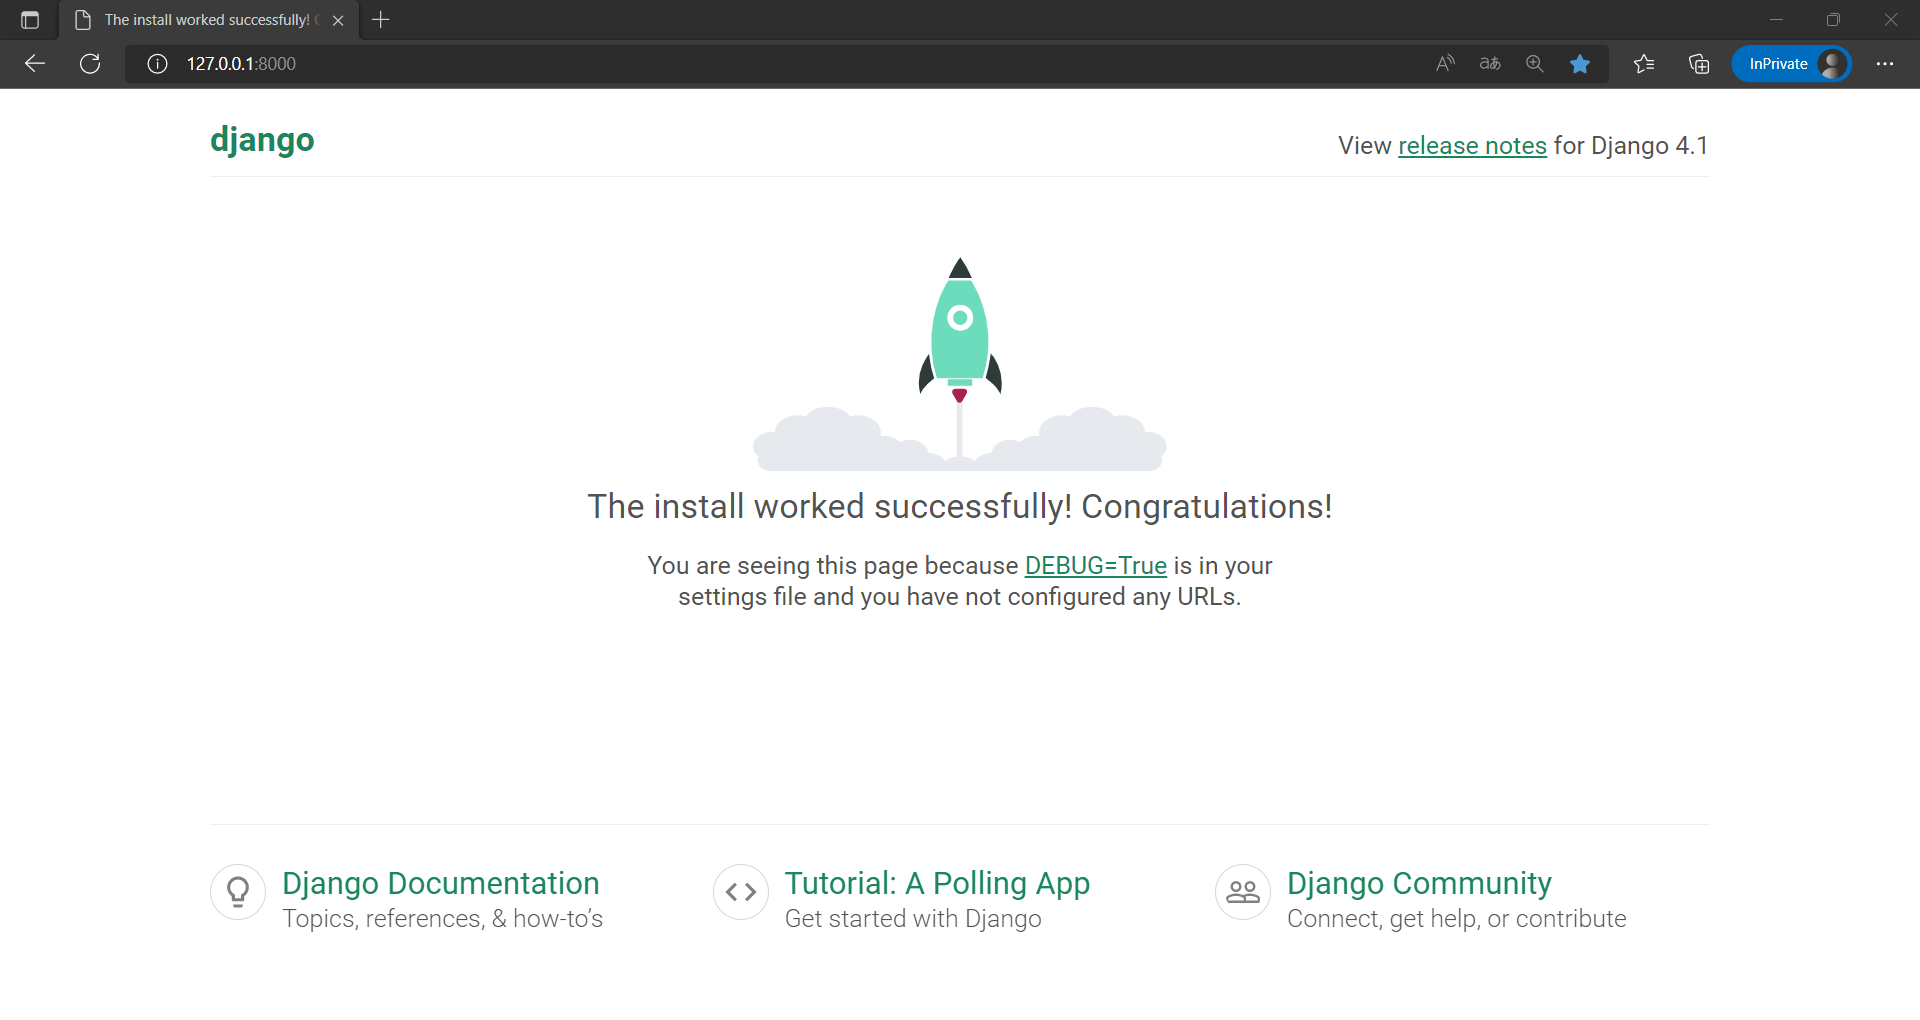 The install worked successfully!
127.0.0.1:8000
InPrivate
django
View release notes for Django 4.1
The install worked successfully! Congratulations!
You are seeing this page because DEBUG=True is in your
settings file and you have not configured any URLs.
Django Documentation
Topics, references, & how-to’s
Tutorial: A Polling App
Get started with Django
Django Community
Connect, get help, or contribute